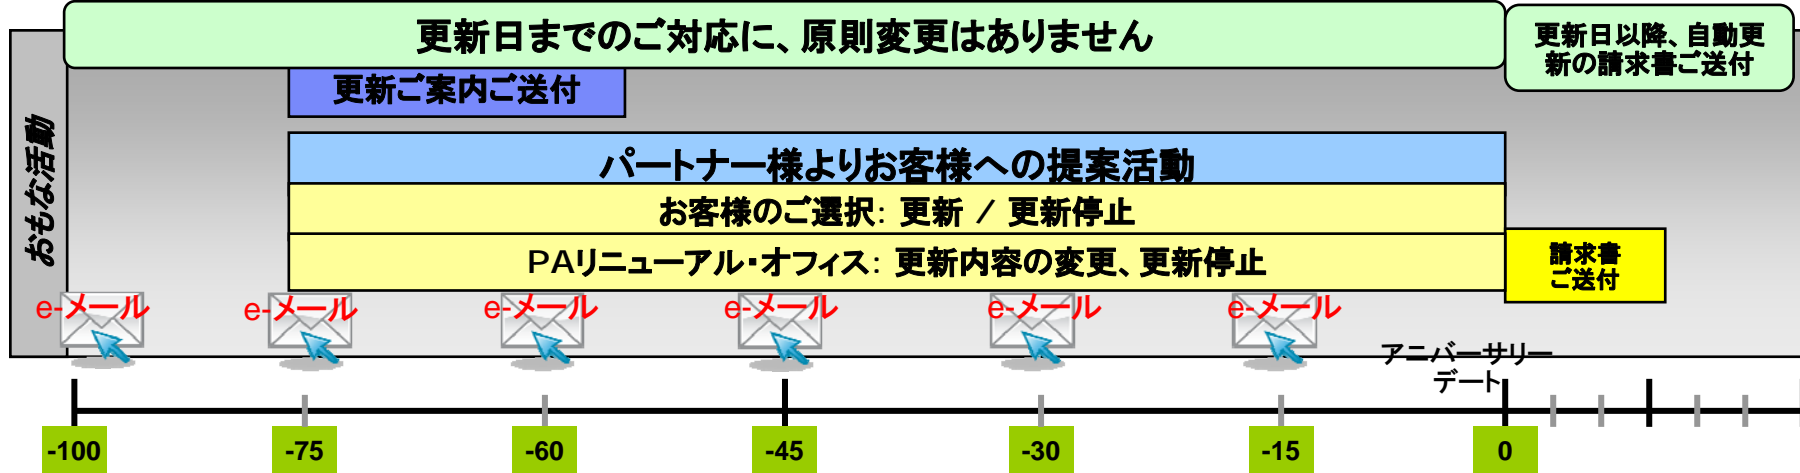 更新日までのご対応に、原則変更はありません
更新日以降、自動更
新の請求書ご送付
おもな活動
更新ご案内ご送付
パートナー様よりお客様への提案活動
お客様のご選択: 更新 / 更新停止
PAリニューアル・オフィス: 更新内容の変更、更新停止
請求書
ご送付
e-メール
e-メール
e-メール
e-メール
e-メール
e-メール
アニバーサリー
デート
-100
-75
-60
-45
-30
-15
0